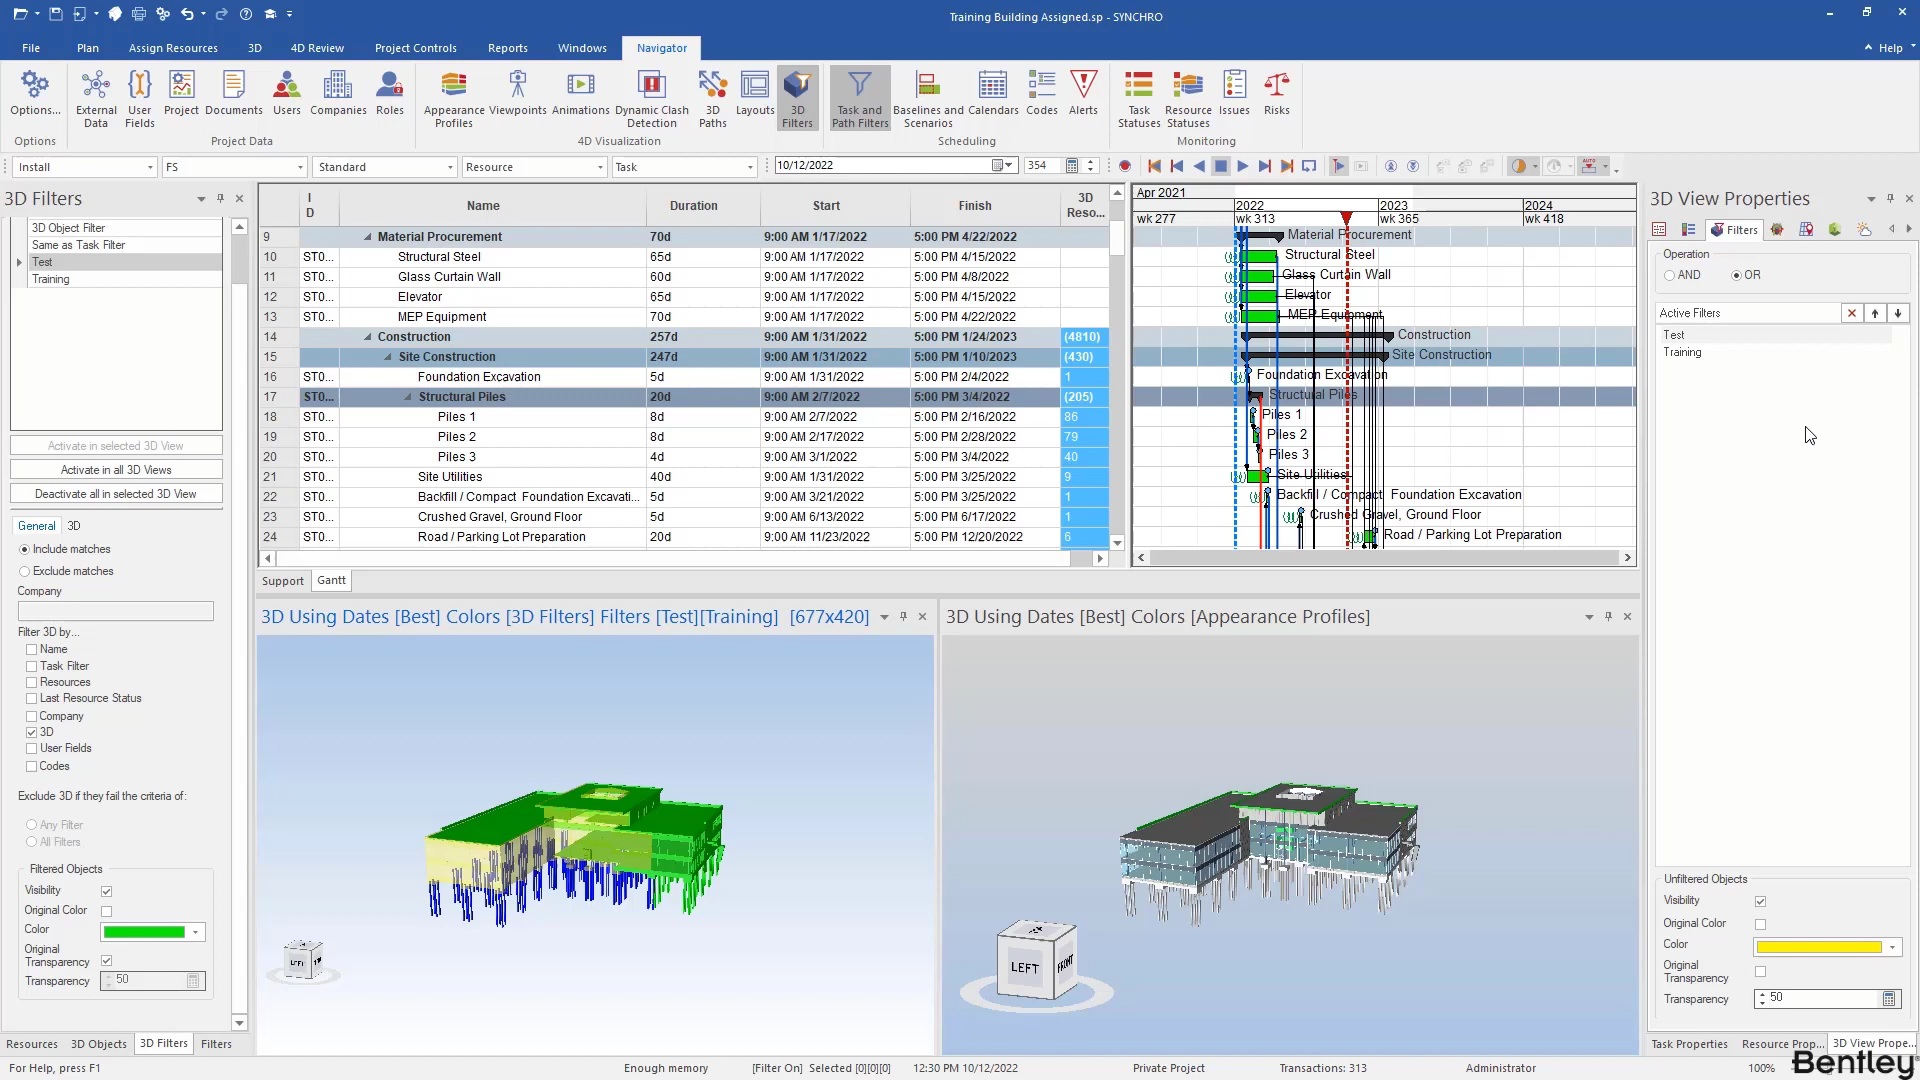 Training Building Assigned.sp - SYNCHRO
File Plan Assign Resources 3D 4D Review Project Controls Reports Windows Navigator Help
Options... External Data User Fields Project Documents Users Companies Roles Appearance Profiles Viewpoints Animations Dynamic Clash Detection 3D Paths Layouts 3D Filters Task and Path Filters Baselines and Scenarios Calendars Codes Alerts Task Statuses Resource Statuses Issues Risks
Options Project Data 4D Visualization Scheduling Monitoring
Install FS Standard Resource Task 10/12/2022 354
3D Filters
3D Object Filter
Same as Task Filter
Test
Training
Activate in selected 3D View
Activate in all 3D Views
Deactivate all in selected 3D View
General 3D
Include matches
Exclude matches
Company
Filter 3D by...
Name
Task Filter
Resources
Last Resource Status
Company
3D
User Fields
Codes
Exclude 3D if they fail the criteria of:
Any Filter
All Filters
Filtered Objects
Visibility
Original Color
Color
Original Transparency
Transparency 50
Resources 3D Objects 3D Filters Filters
ID Name Duration Start Finish 3D Reso...
9 Material Procurement 70d 9:00 AM 1/17/2022 5:00 PM 4/22/2022
10 ST0... Structural Steel 65d 9:00 AM 1/17/2022 5:00 PM 4/15/2022
11 ST0... Glass Curtain Wall 60d 9:00 AM 1/17/2022 5:00 PM 4/8/2022
12 ST0... Elevator 65d 9:00 AM 1/17/2022 5:00 PM 4/15/2022
13 ST0... MEP Equipment 70d 9:00 AM 1/17/2022 5:00 PM 4/22/2022
14 Construction 257d 9:00 AM 1/31/2022 5:00 PM 1/24/2023 (4810)
15 Site Construction 247d 9:00 AM 1/31/2022 5:00 PM 1/10/2023 (430)
16 ST0... Foundation Excavation 5d 9:00 AM 1/31/2022 5:00 PM 2/4/2022 1
17 ST0... Structural Piles 20d 9:00 AM 2/7/2022 5:00 PM 3/4/2022 (205)
18 ST0... Piles 1 8d 9:00 AM 2/7/2022 5:00 PM 2/16/2022 86
19 ST0... Piles 2 8d 9:00 AM 2/17/2022 5:00 PM 2/28/2022 79
20 ST0... Piles 3 4d 9:00 AM 3/1/2022 5:00 PM 3/4/2022 40
21 ST0... Site Utilities 40d 9:00 AM 1/31/2022 5:00 PM 3/25/2022 9
22 ST0... Backfill / Compact Foundation Excavati... 5d 9:00 AM 3/21/2022 5:00 PM 3/25/2022 1
23 ST0... Crushed Gravel, Ground Floor 5d 9:00 AM 6/13/2022 5:00 PM 6/17/2022 1
24 ST0... Road / Parking Lot Preparation 20d 9:00 AM 11/23/2022 5:00 PM 12/20/2022 6
Support Gantt
Apr 2021
2022 2023 2024
wk 277 wk 313 wk 365 wk 418
Material Procurement
Structural Steel
Glass Curtain Wall
Elevator
MEP Equipment
Construction
Site Construction
Foundation Excavation
Structural Piles
Piles 1
Piles 2
Piles 3
Site Utilities
Backfill / Compact Foundation Excavation
Crushed Gravel, Ground Floor
Road / Parking Lot Preparation
3D Using Dates [Best] Colors [3D Filters] Filters [Test][Training] [677x420]
LEFT
3D Using Dates [Best] Colors [Appearance Profiles]
LEFT FRONT
3D View Properties
Filters
Operation
AND OR
Active Filters
Test
Training
Unfiltered Objects
Visibility
Original Color
Color
Original Transparency
Transparency 50
Task Properties Resource Prop... 3D View Prope...
For Help, press F1 Enough memory [Filter On] Selected [0][0][0] 12:30 PM 10/12/2022 Private Project Transactions: 313 Administrator 100%
Bentley